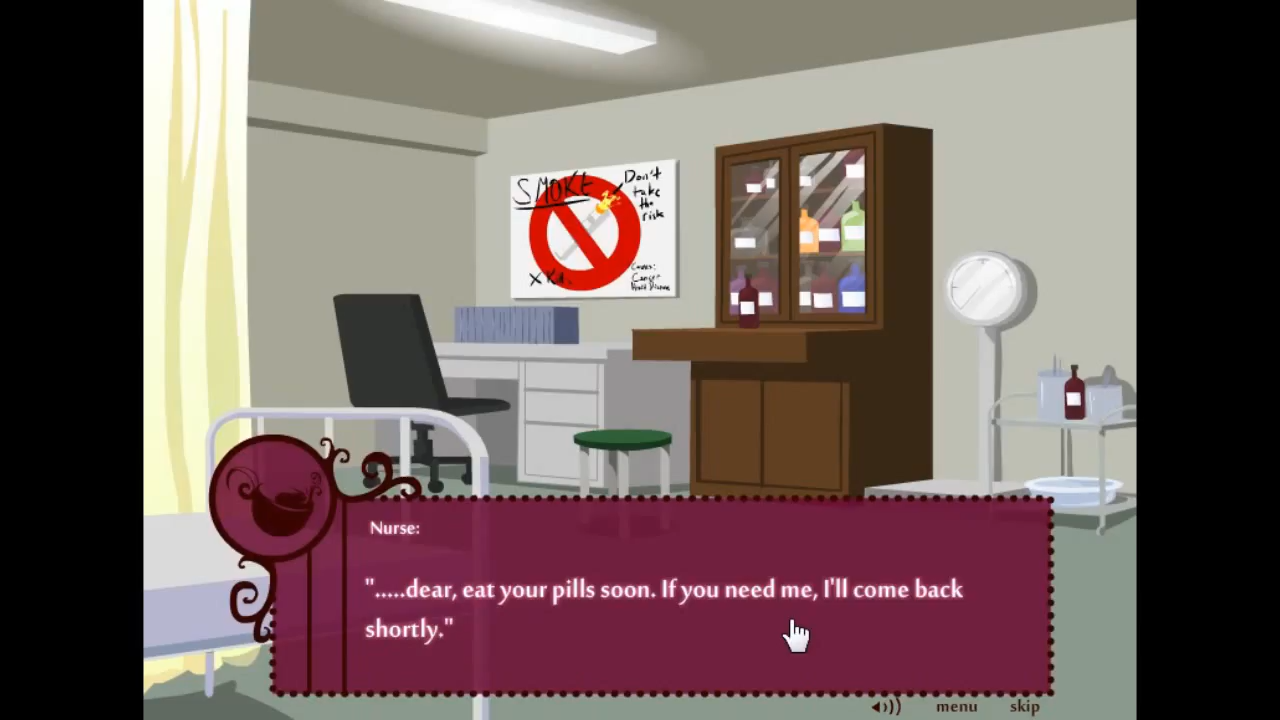 SMOKE
Don't
take
the
risk
Cancer
Nurse:
".....dear, eat your pills soon. If you need me, I'll come back
shortly."
menu
skip